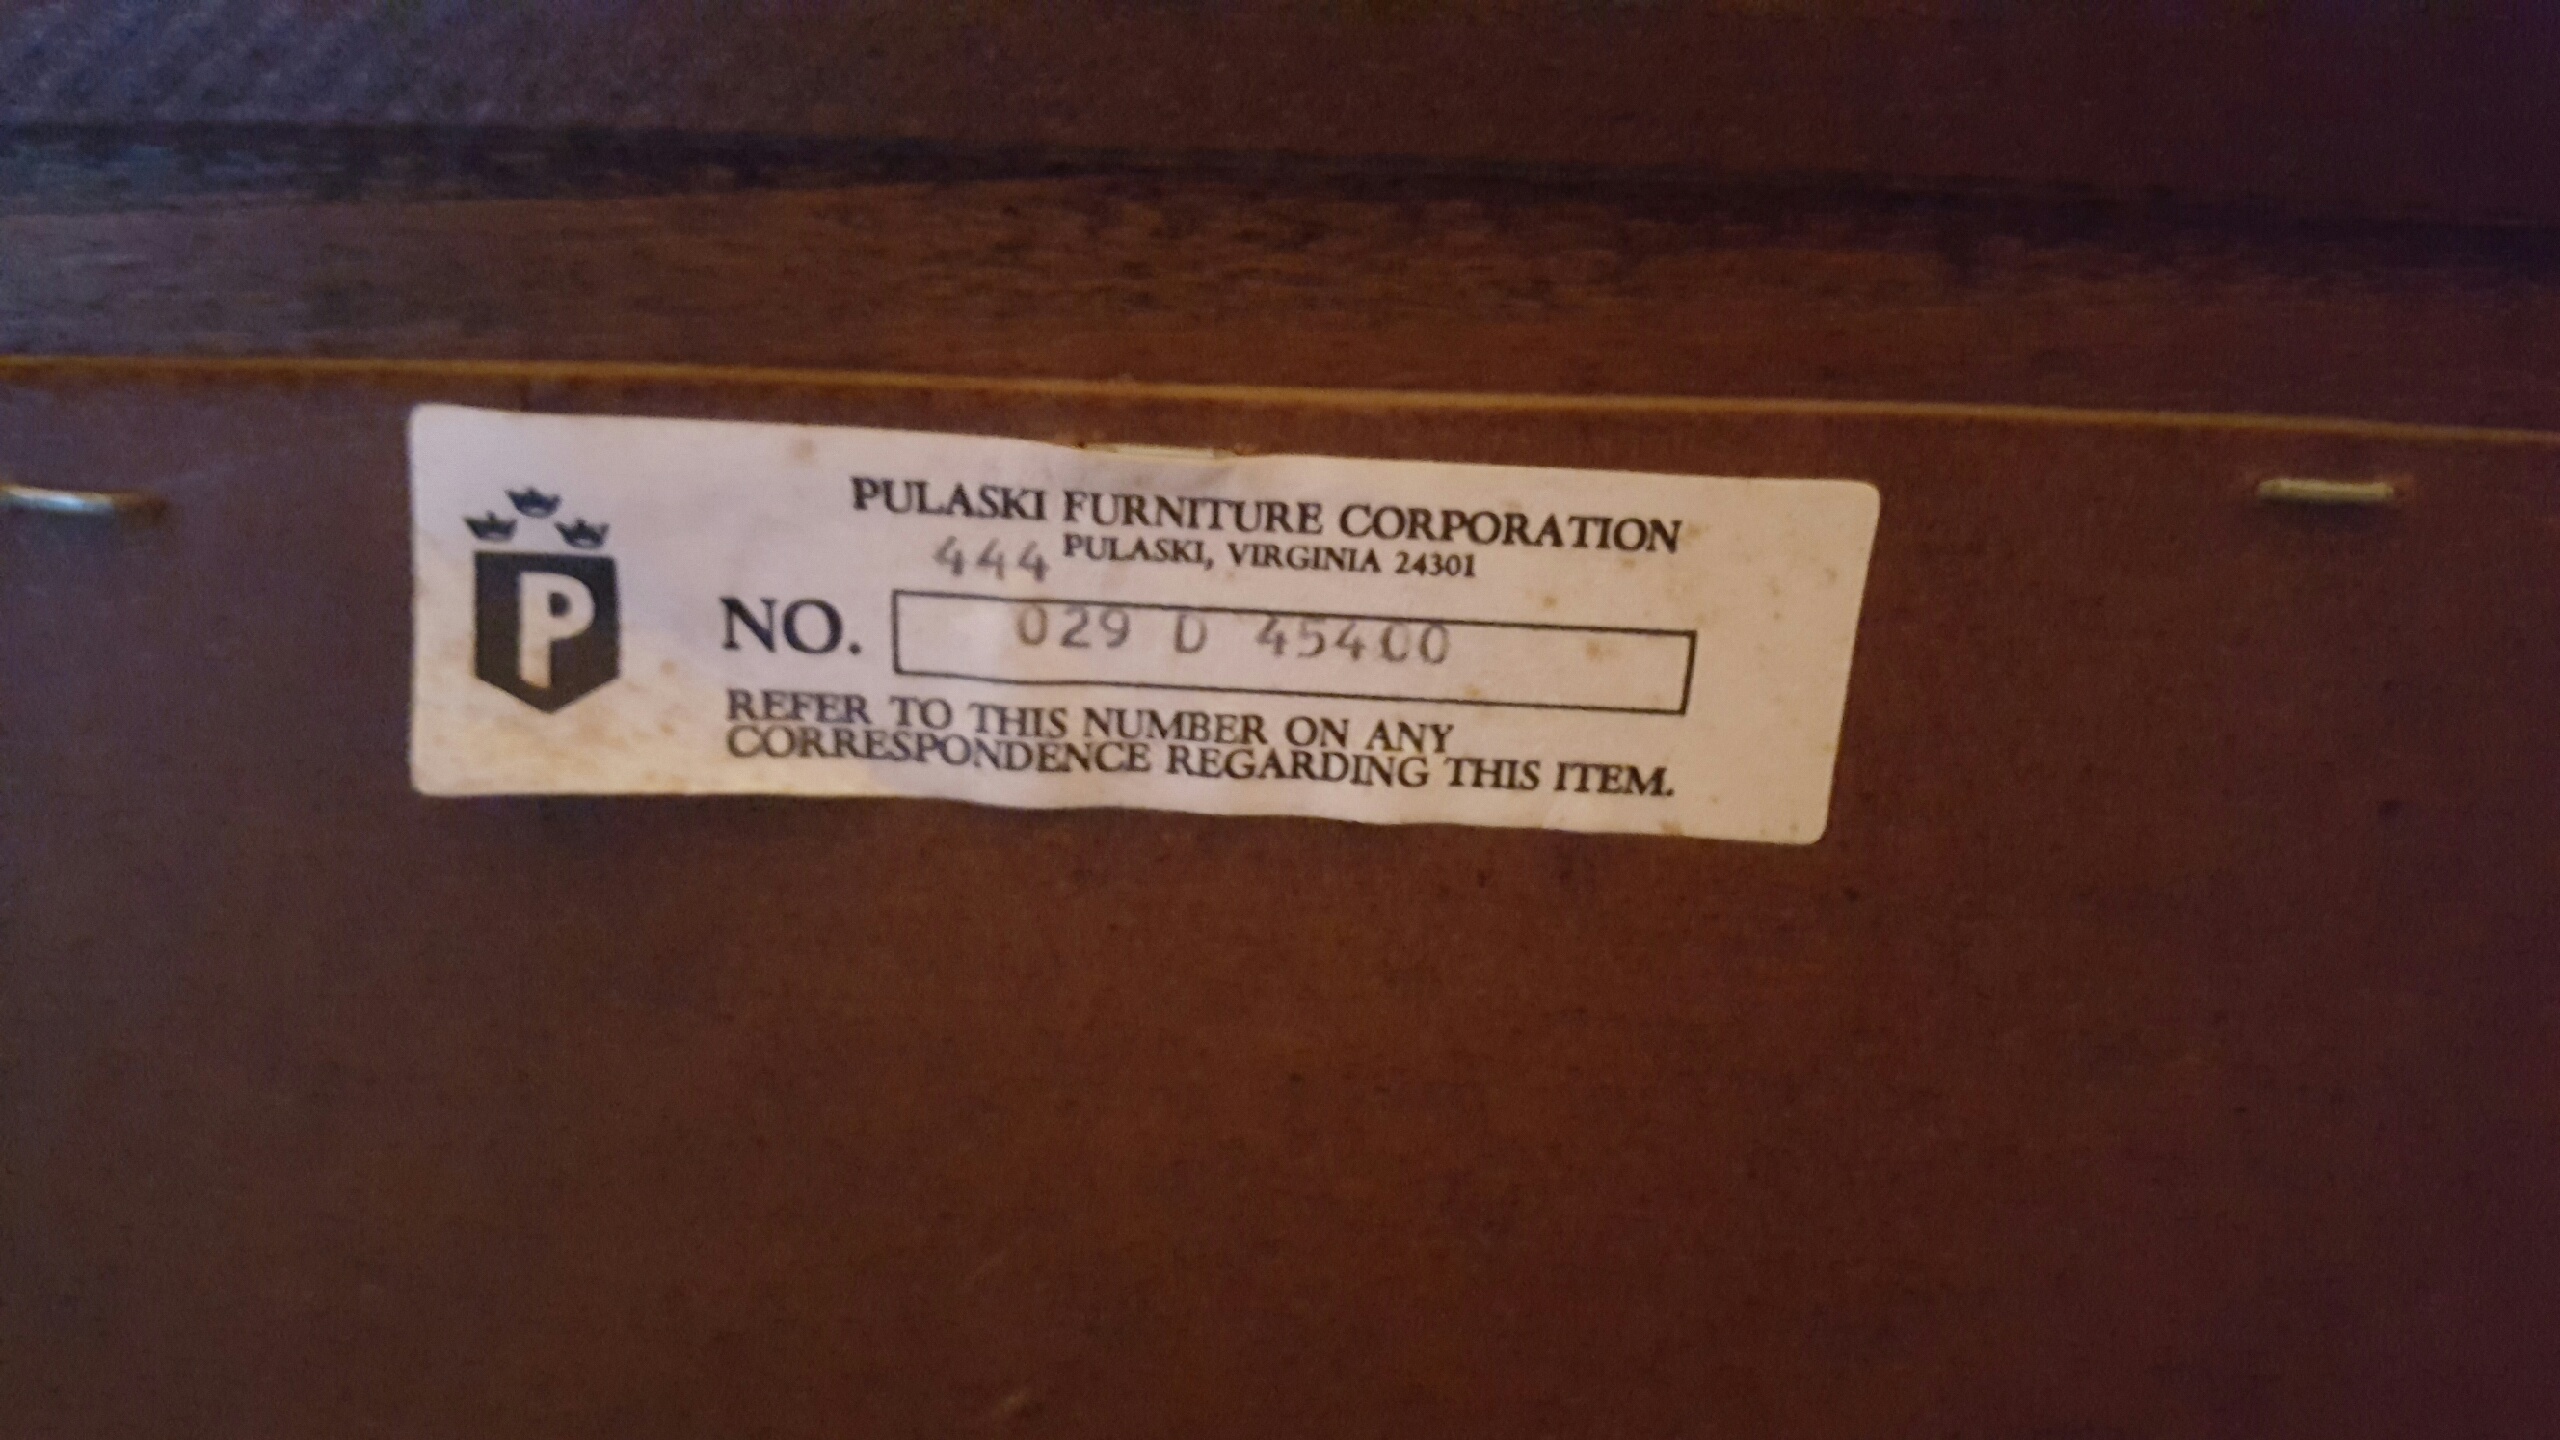 P
PULASKI FURNITURE CORPORATION
444 PULASKI, VIRGINIA 24301
NO. 029 D 45400
REFER TO THIS NUMBER ON ANY
CORRESPONDENCE REGARDING THIS ITEM.